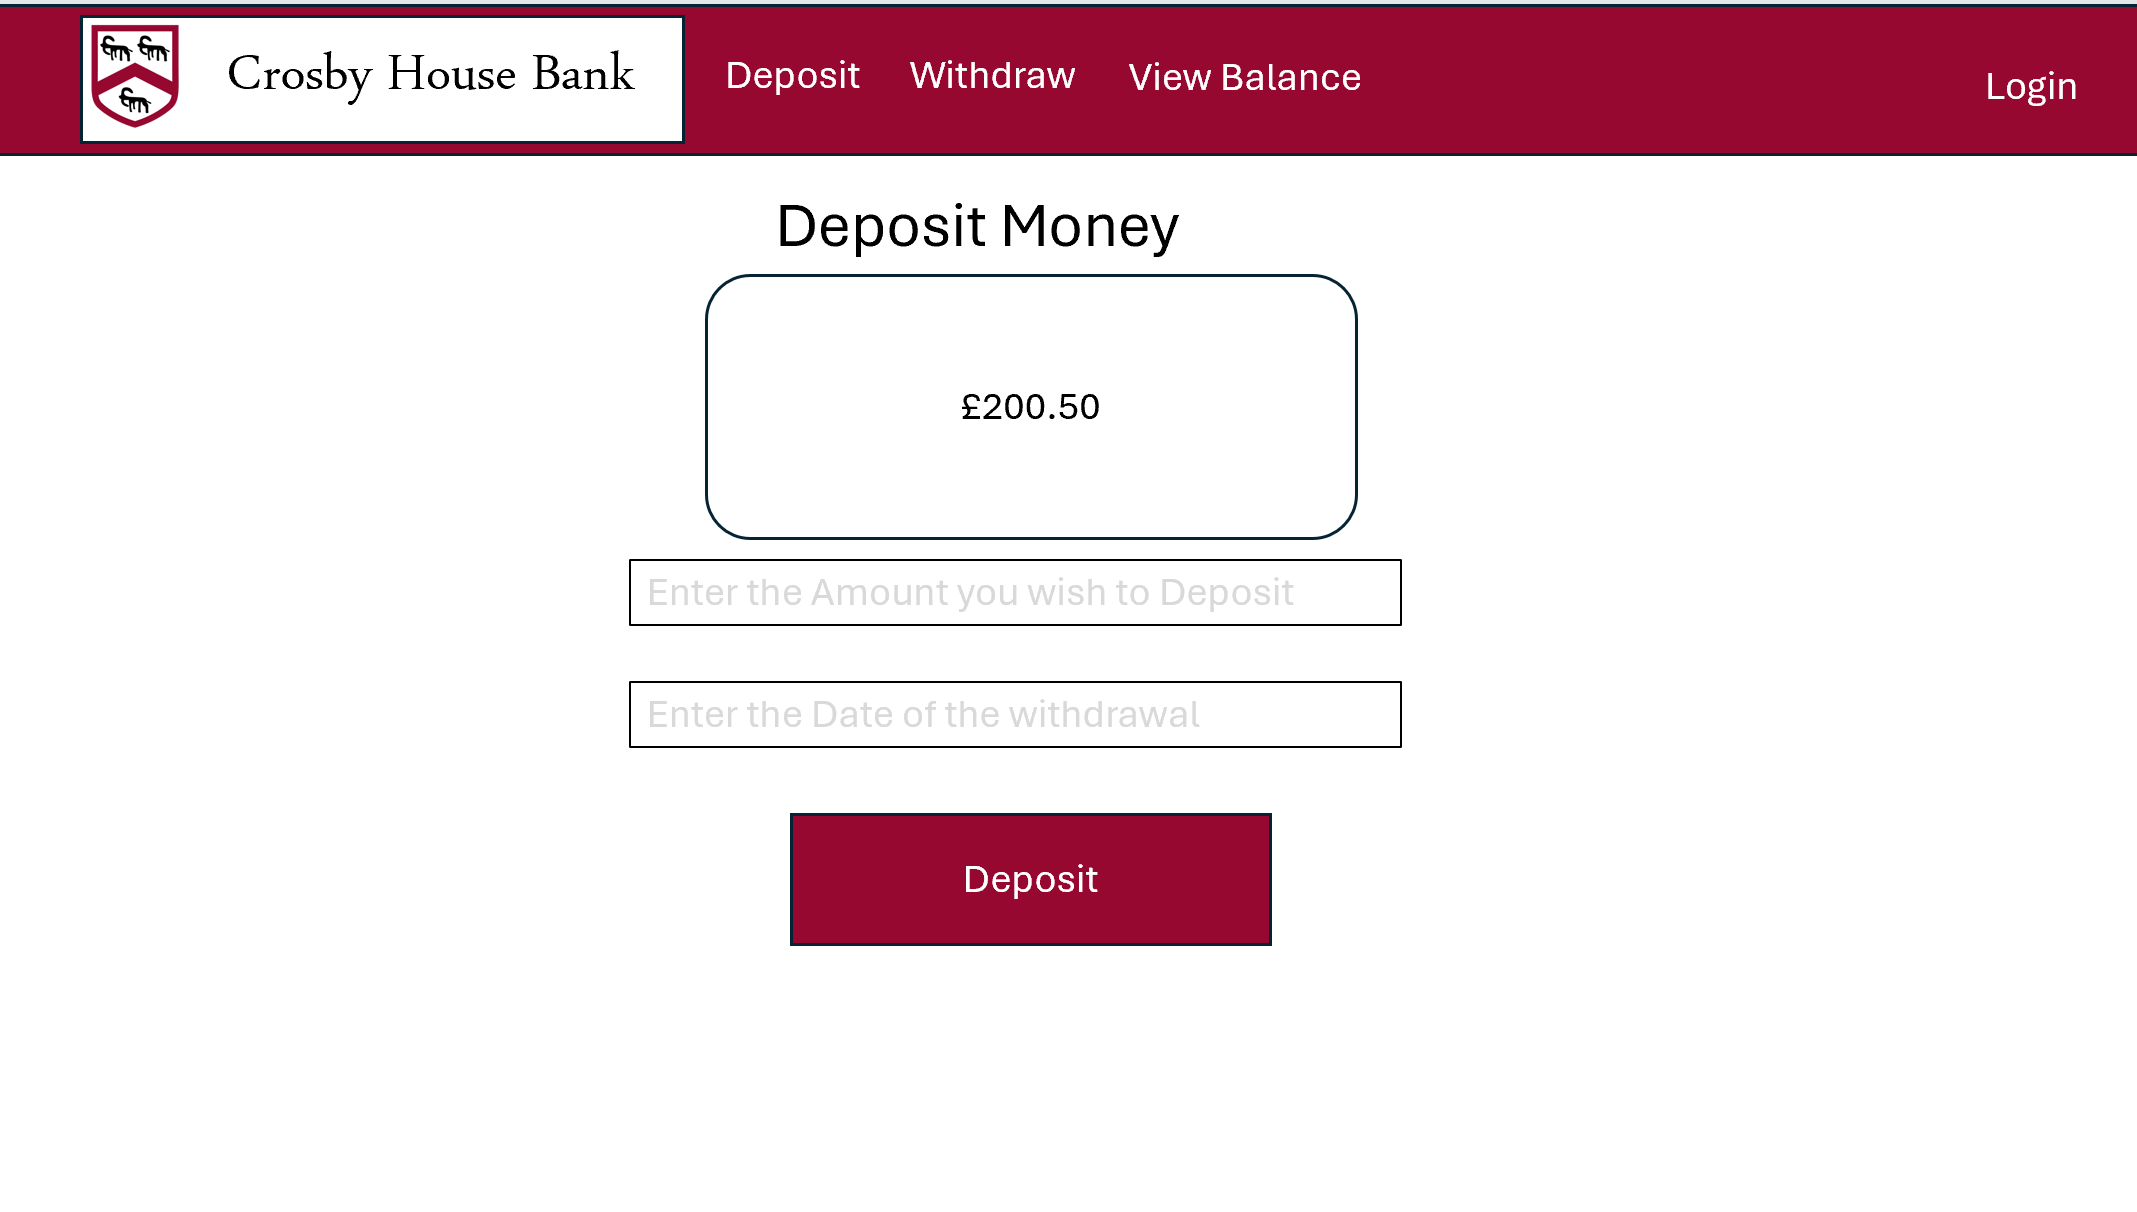 Crosby House Bank
Deposit
Withdraw
View Balance
Login
Deposit Money
£200.50
Enter the Amount you wish to Deposit
Enter the Date of the withdrawal
Deposit